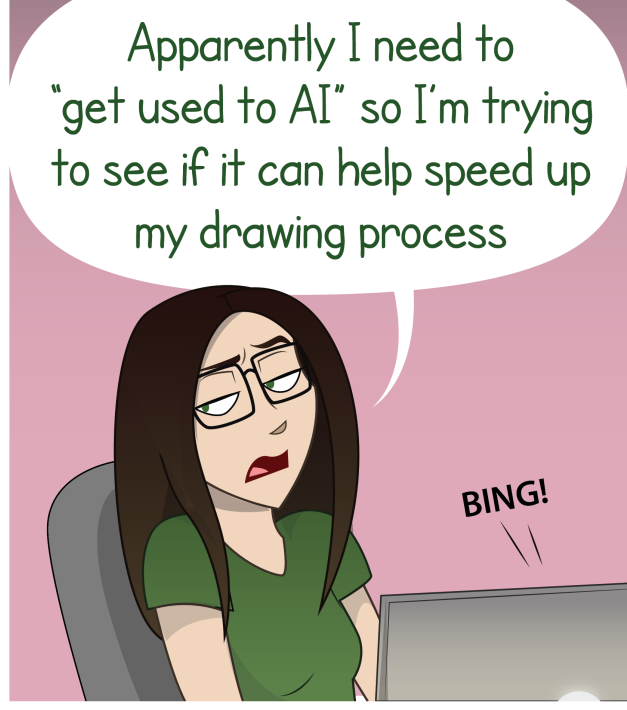 Apparently I need to
“get used to AI” so I'm trying
to see if it can help speed up
my drawing process
BING!